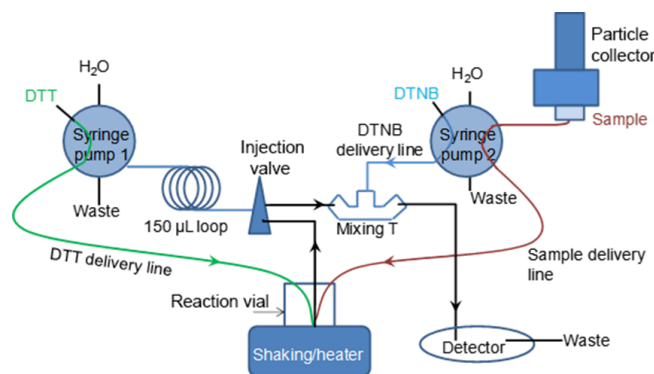 Particle
collector
H₂O
DTT
Syringe
pump 1
Waste
150 µL loop
Injection
valve
DTNB
delivery line
Mixing T
H₂O
DTNB
Syringe
pump 2
Waste
Sample
DTT delivery line
Sample delivery
line
Reaction vial
Shaking/heater
Detector
Waste